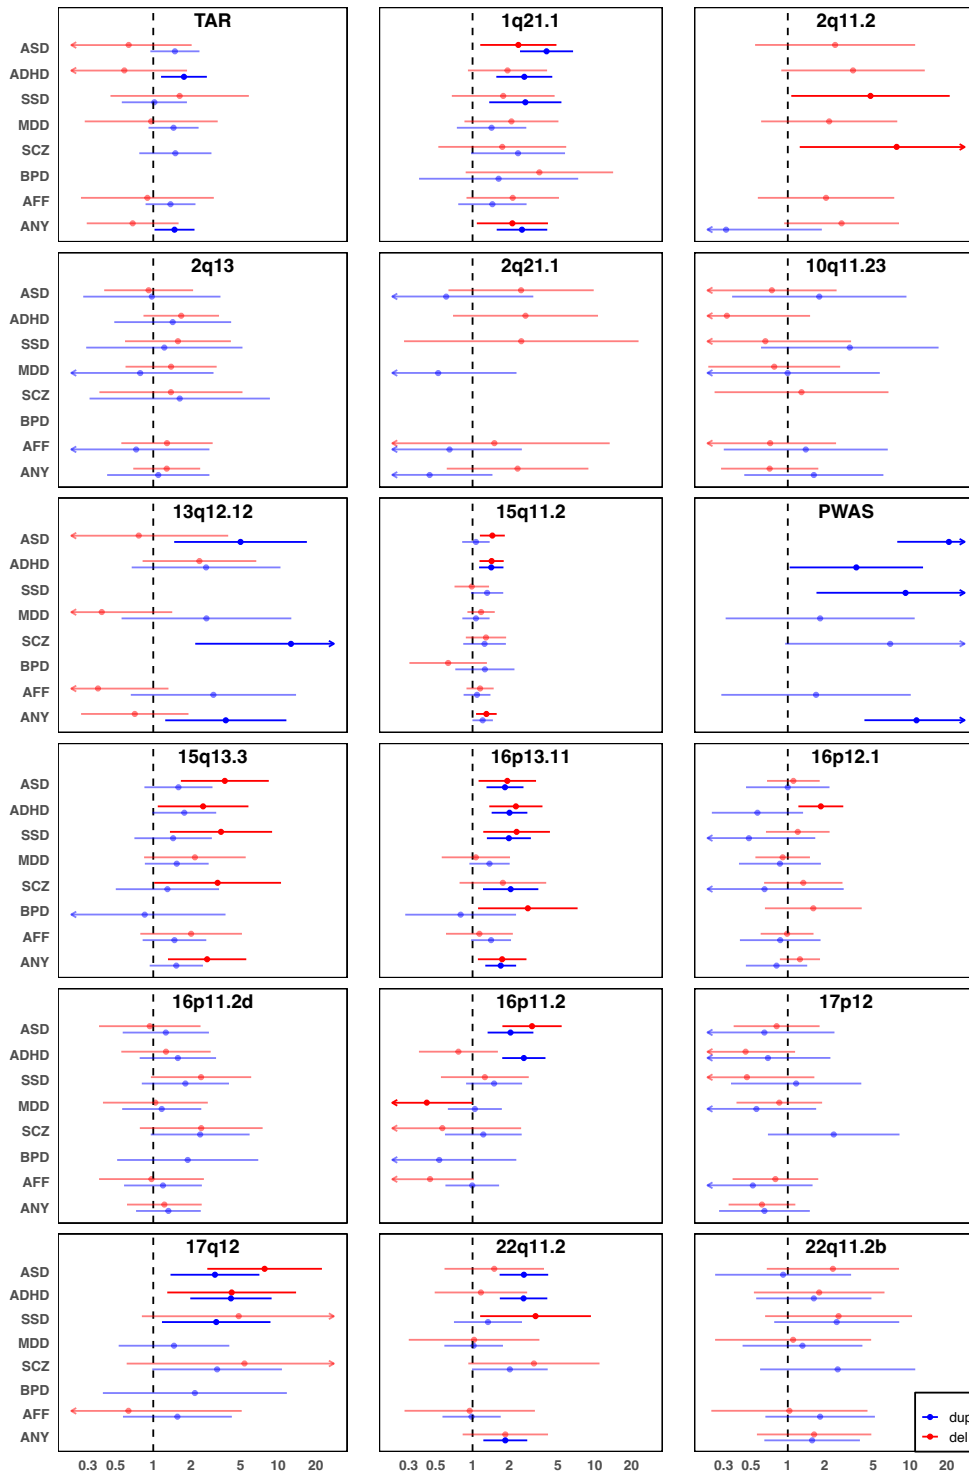 TAR 1q21.1 2q11.2
ASD
ADHD
SSD
MDD
SCZ
BPD
AFF
ANY
2q13 2q21.1 10q11.23
ASD
ADHD
SSD
MDD
SCZ
BPD
AFF
ANY
13q12.12 15q11.2 PWAS
ASD
ADHD
SSD
MDD
SCZ
BPD
AFF
ANY
15q13.3 16p13.11 16p12.1
ASD
ADHD
SSD
MDD
SCZ
BPD
AFF
ANY
16p11.2d 16p11.2 17p12
ASD
ADHD
SSD
MDD
SCZ
BPD
AFF
ANY
17q12 22q11.2 22q11.2b
ASD
ADHD
SSD
MDD
SCZ
BPD
AFF
ANY
dup
del
0.3 0.5 1 2 5 10 20 0.3 0.5 1 2 5 10 20 0.3 0.5 1 2 5 10 20